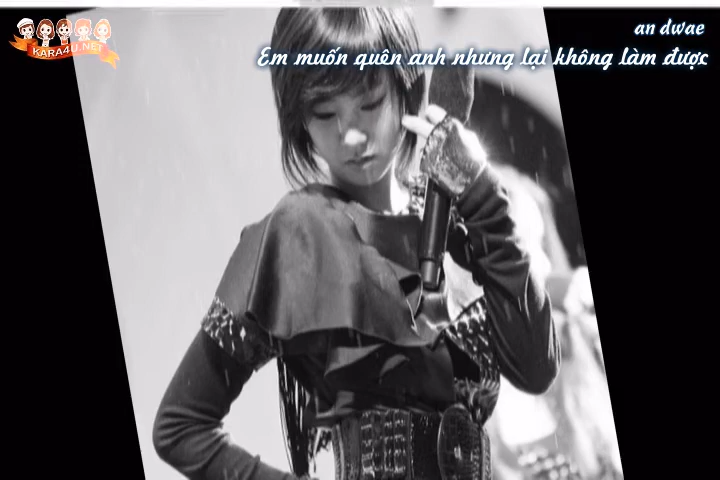 an dwae
Em muốn quên anh nhưng lại không làm được
KARA4U.NET